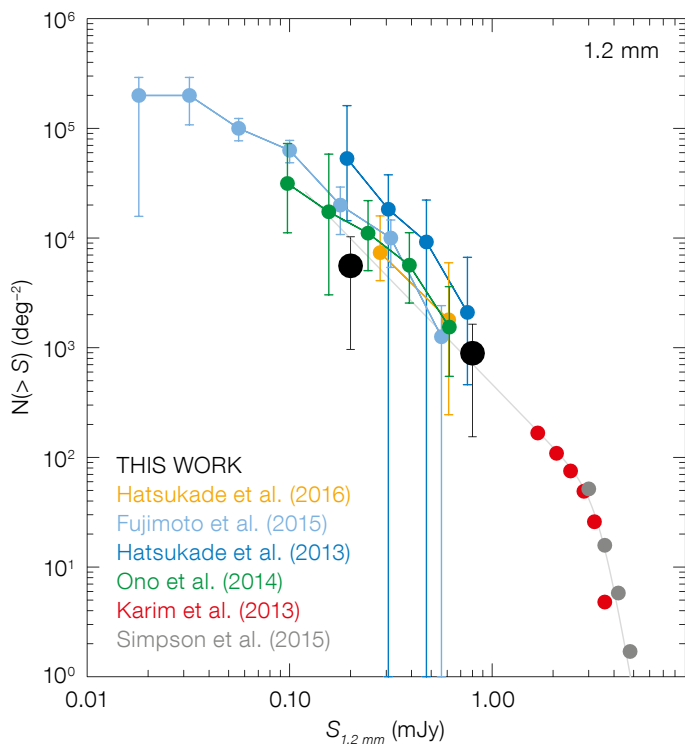 10⁶
1.2 mm
10⁵
10⁴
N(> S) (deg⁻²)
10³
10²
THIS WORK
Hatsukade et al. (2016)
Fujimoto et al. (2015)
Hatsukade et al. (2013)
10¹
Ono et al. (2014)
Karim et al. (2013)
Simpson et al. (2015)
10⁰
0.01 0.10 1.00
S1.2 mm (mJy)